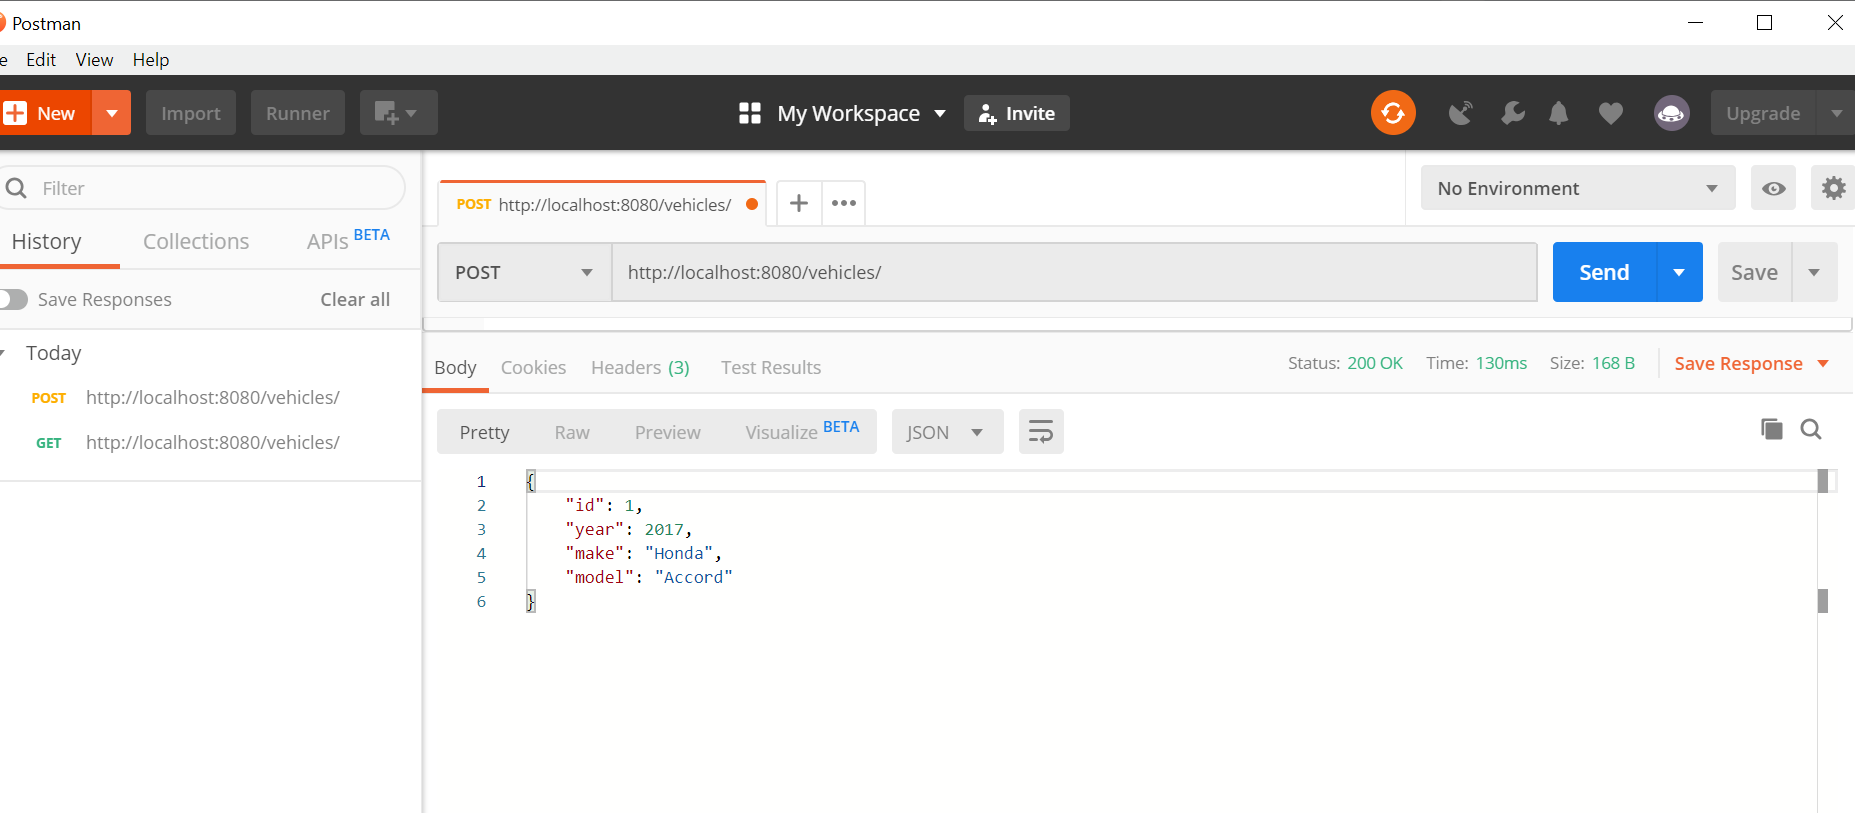 Postman
e Edit View Help
New Import Runner My Workspace Invite Upgrade
Filter
History Collections APIs BETA
Save Responses Clear all
Today
POST http://localhost:8080/vehicles/
GET http://localhost:8080/vehicles/
POST http://localhost:8080/vehicles/ No Environment
POST http://localhost:8080/vehicles/ Send Save
Body Cookies Headers (3) Test Results Status: 200 OK Time: 130ms Size: 168 B Save Response
Pretty Raw Preview Visualize BETA JSON
1 {
2 "id": 1,
3 "year": 2017,
4 "make": "Honda",
5 "model": "Accord"
6 }